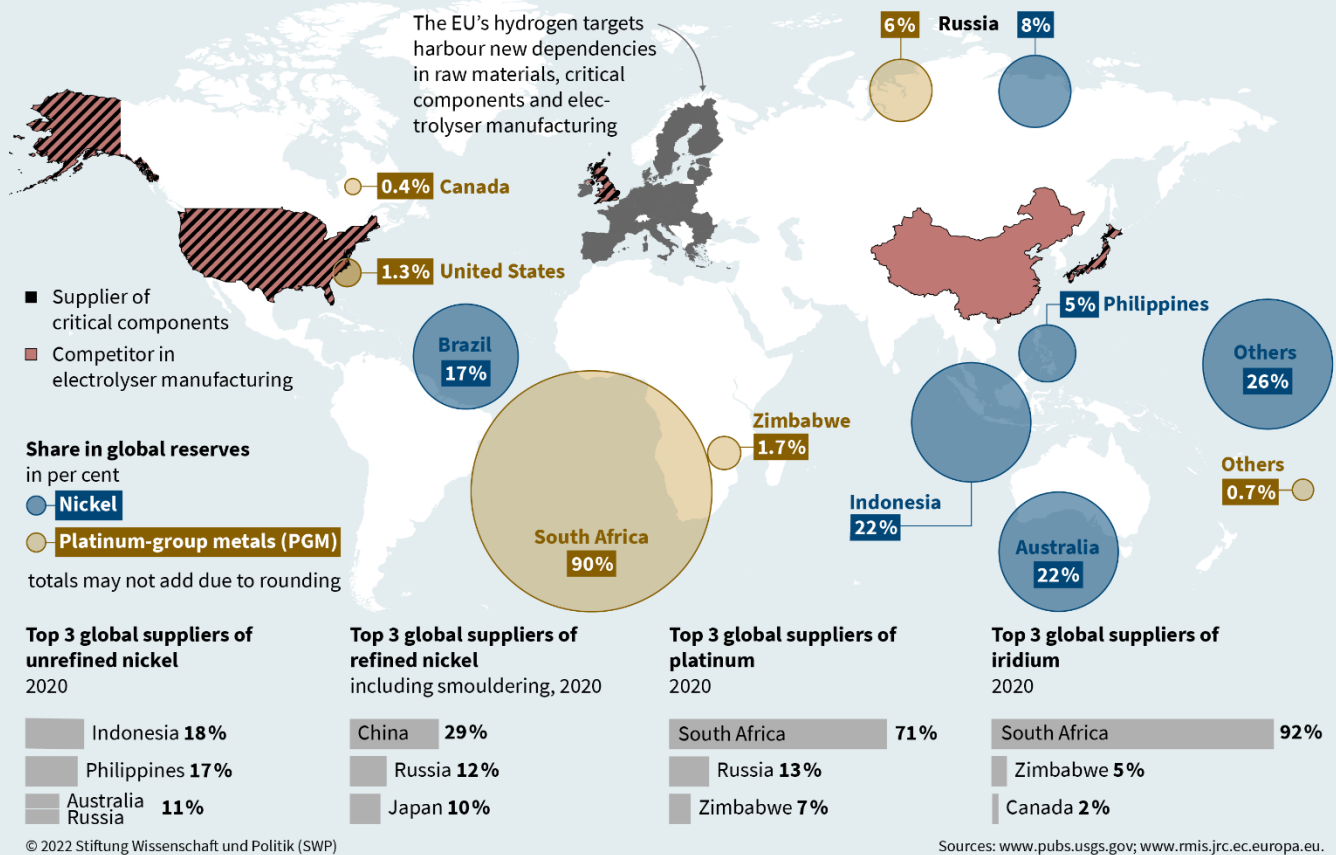 The EU’s hydrogen targets
harbour new dependencies
in raw materials, critical
components and elec-
trolyser manufacturing
6% Russia 8%
0.4% Canada
1.3% United States
Supplier of
critical components
Competitor in
electrolyser manufacturing
5% Philippines
Brazil
17%
Others
26%
Zimbabwe
1.7%
Share in global reserves
in per cent
Nickel
Platinum-group metals (PGM)
totals may not add due to rounding
Others
0.7%
Indonesia
22%
South Africa
90%
Australia
22%
Top 3 global suppliers of
unrefined nickel
2020
Indonesia 18%
Philippines 17%
Australia
Russia
11%
Top 3 global suppliers of
refined nickel
including smouldering, 2020
China 29%
Russia 12%
Japan 10%
Top 3 global suppliers of
platinum
2020
South Africa 71%
Russia 13%
Zimbabwe 7%
Top 3 global suppliers of
iridium
2020
South Africa 92%
Zimbabwe 5%
Canada 2%
© 2022 Stiftung Wissenschaft und Politik (SWP)
Sources: www.pubs.usgs.gov; www.rmis.jrc.ec.europa.eu.